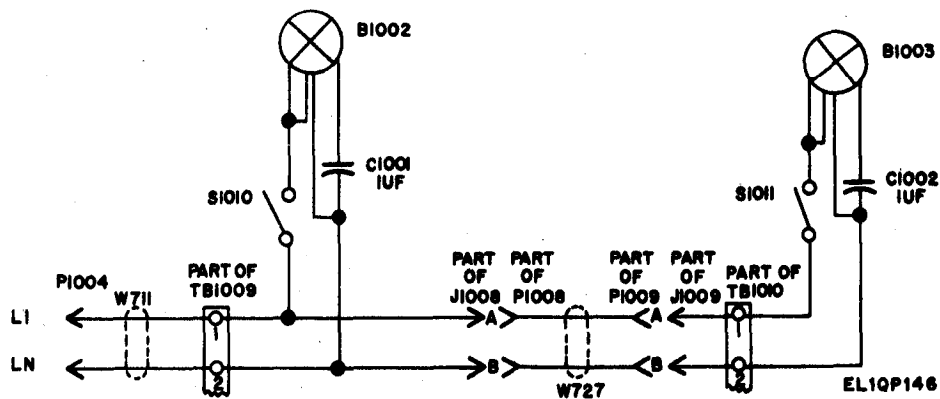 B1002
B1003
C1001
1UF
C1002
1UF
S1010
S1011
P1004
W711
PART OF
TB1009
PART
OF
J1008
PART
OF
P1008
PART
OF
P1009
PART
OF
J1009
PART OF
TB1010
L1
1
A
A
1
LN
2
B
B
2
W727
EL1QP146